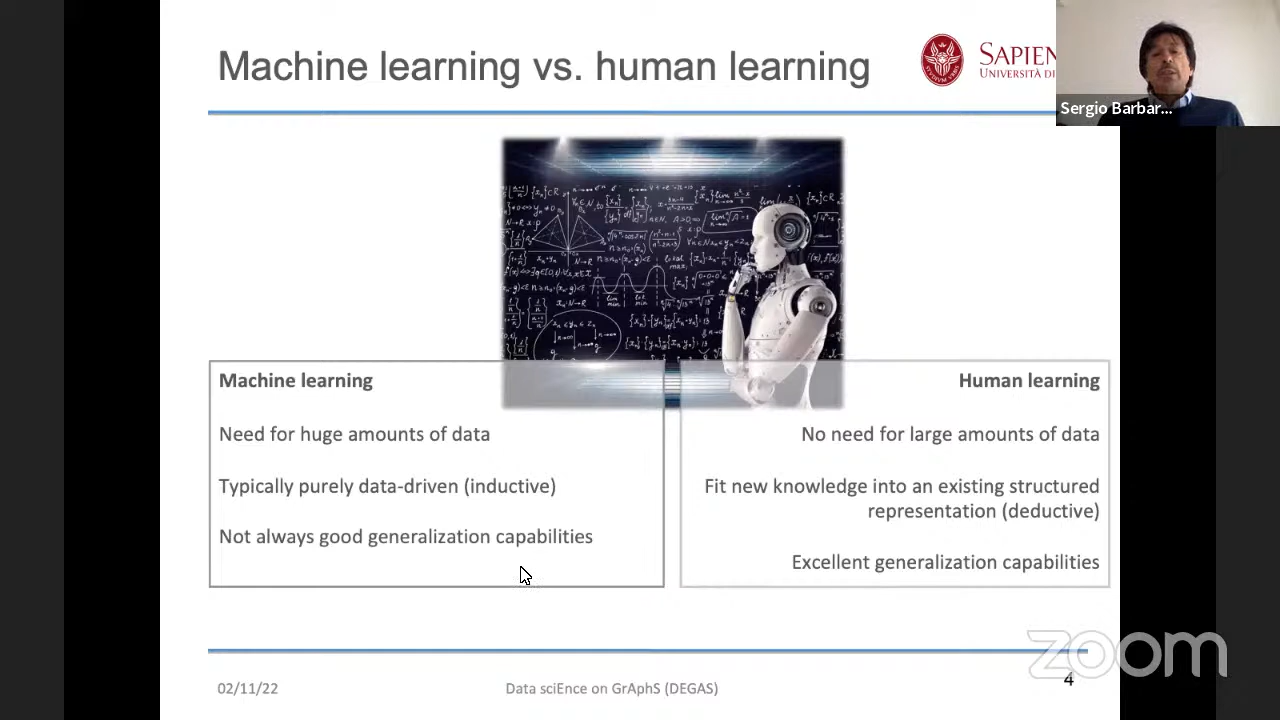 Machine learning vs. human learning
SAPIEN
UNIVERSITÀ DI
Sergio Barbar...
Machine learning
Need for huge amounts of data
Typically purely data-driven (inductive)
Not always good generalization capabilities
Human learning
No need for large amounts of data
Fit new knowledge into an existing structured
representation (deductive)
Excellent generalization capabilities
zoom
02/11/22
Data sciEnce on GrAphS (DEGAS)
4